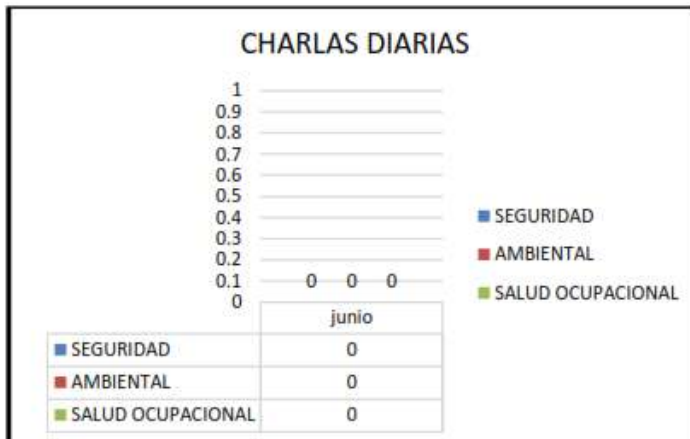 CHARLAS DIARIAS
1
0.9
0.8
0.7
0.6
0.5
0.4
0.3
0.2
0.1
0
0 0 0
junio
SEGURIDAD 0
AMBIENTAL 0
SALUD OCUPACIONAL 0
SEGURIDAD
AMBIENTAL
SALUD OCUPACIONAL